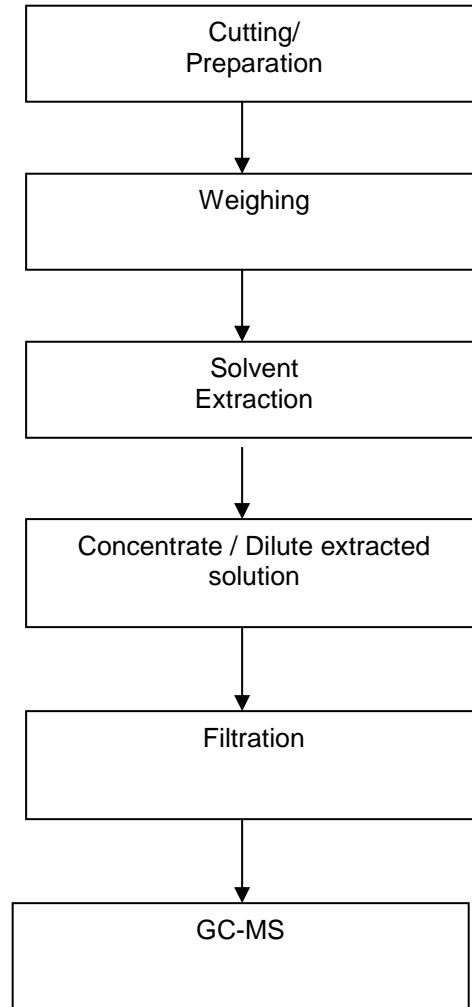 Cutting/
Preparation
Weighing
Solvent
Extraction
Concentrate / Dilute extracted
solution
Filtration
GC-MS